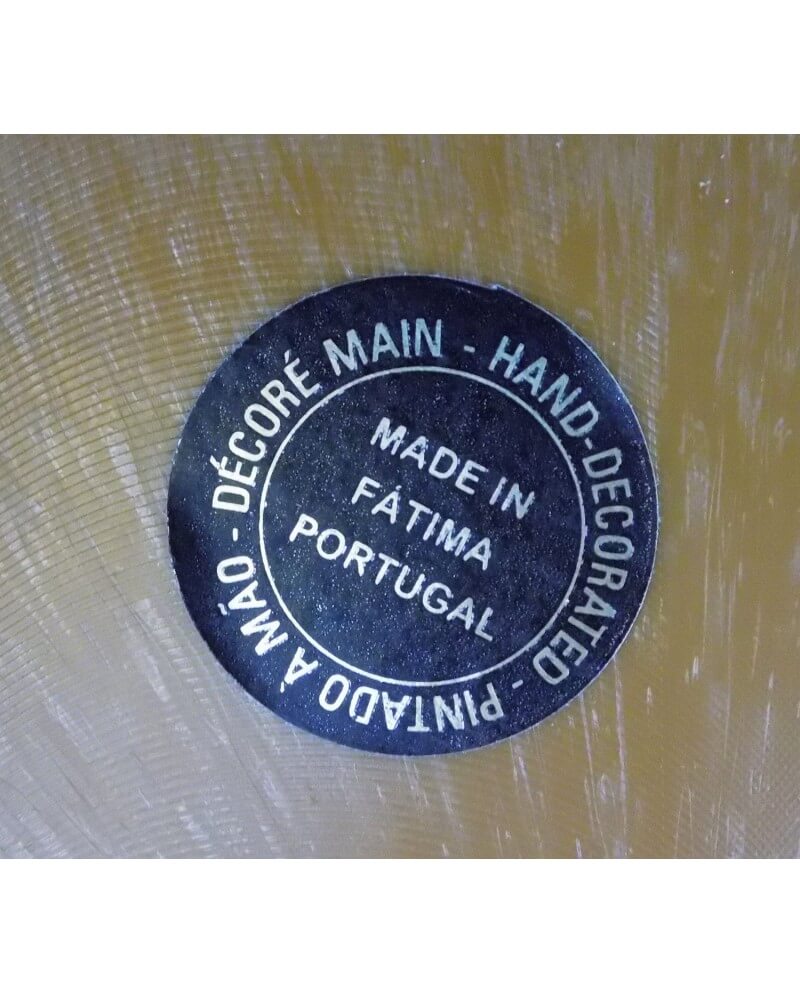 DÉCORÉ MAIN - HAND-DECORATED - PINTADO À MÃO -
MADE IN
FÁTIMA
PORTUGAL